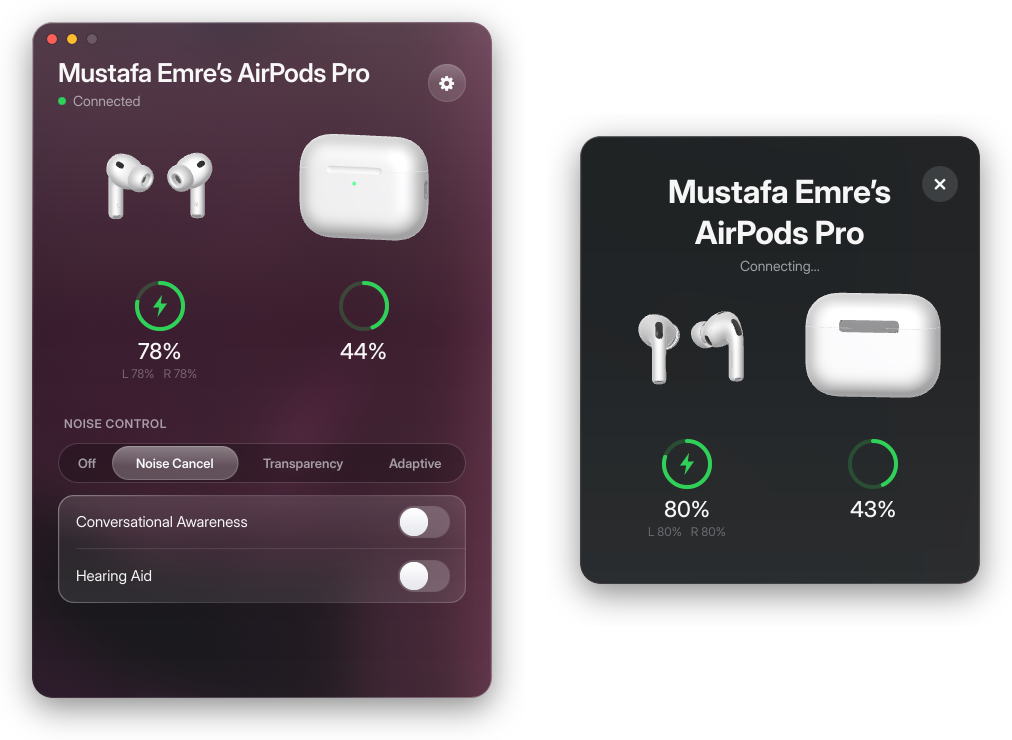 Mustafa Emre’s AirPods Pro
Connected
78%
L 78% R 78%
44%
NOISE CONTROL
Off Noise Cancel Transparency Adaptive
Conversational Awareness
Hearing Aid
Mustafa Emre’s
AirPods Pro
Connecting...
80%
L 80% R 80%
43%